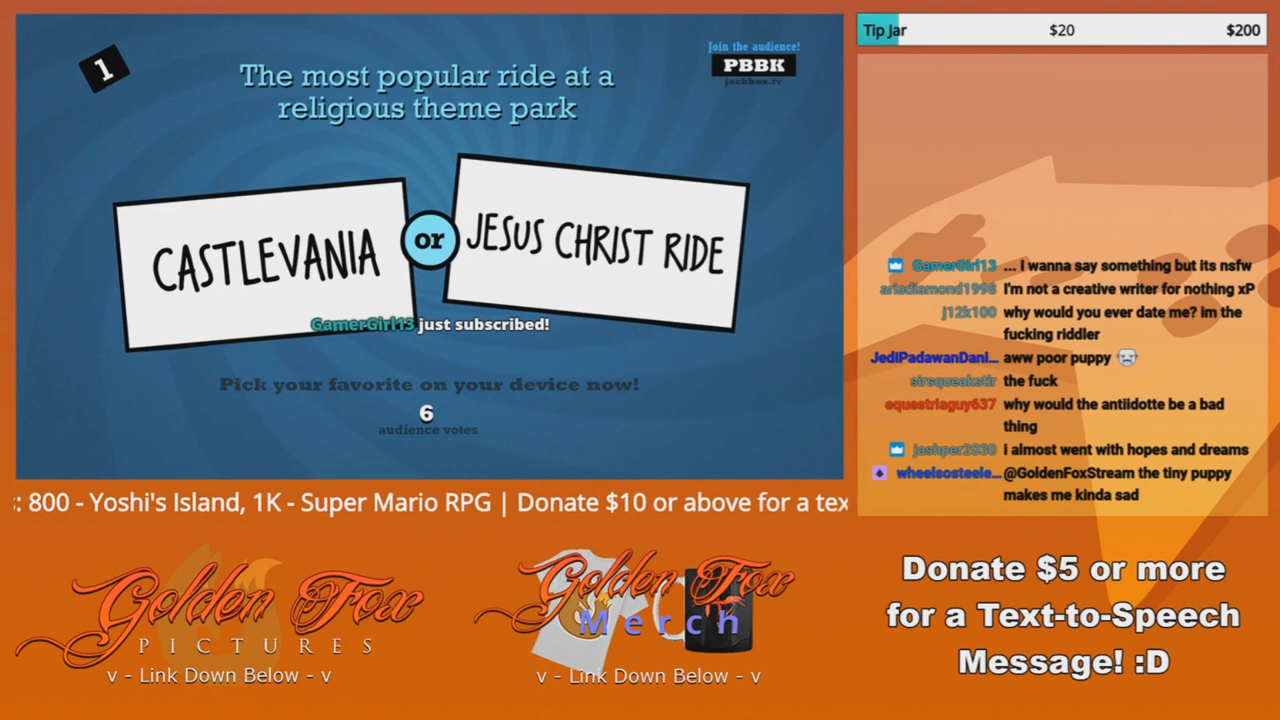 1
The most popular ride at a
religious theme park
Join the audience!
PBBK
jackbox.tv
CASTLEVANIA
or
JESUS CHRIST RIDE
GamerGirl13 just subscribed!
Pick your favorite on your device now!
6
audience votes
: 800 - Yoshi's Island, 1K - Super Mario RPG | Donate $10 or above for a tex
Golden Fox
PICTURES
v - Link Down Below - v
Golden Fox
Merch
v - Link Down Below - v
Tip Jar $20 $200
GamerGirl13 ... I wanna say something but its nsfw
ariadiamond1998 I'm not a creative writer for nothing xP
j12k100 why would you ever date me? im the
fucking riddler
JediPadawanDani... aww poor puppy
sirsqueakstir the fuck
equestriaguy637 why would the antiidotte be a bad
thing
jashper2030 i almost went with hopes and dreams
wheelsosteele... @GoldenFoxStream the tiny puppy
makes me kinda sad
Donate $5 or more
for a Text-to-Speech
Message! :D